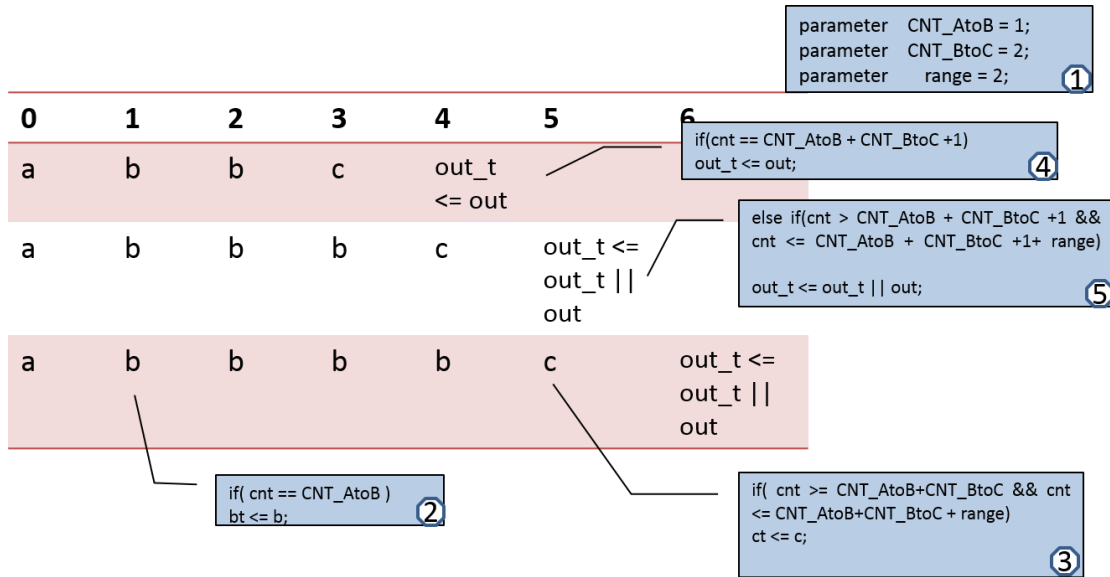 parameter CNT_AtoB = 1;
parameter CNT_BtoC = 2;
parameter range = 2;
1
0 1 2 3 4 5 6
if(cnt == CNT_AtoB + CNT_BtoC +1)
out_t <= out;
4
a b b c out_t
<= out
else if(cnt > CNT_AtoB + CNT_BtoC +1 &&
cnt <= CNT_AtoB + CNT_BtoC +1+ range)
out_t <= out_t || out;
5
a b b b c out_t <=
out_t ||
out
a b b b b c out_t <=
out_t ||
out
if( cnt == CNT_AtoB )
bt <= b;
2
if( cnt >= CNT_AtoB+CNT_BtoC && cnt
<= CNT_AtoB+CNT_BtoC + range)
ct <= c;
3